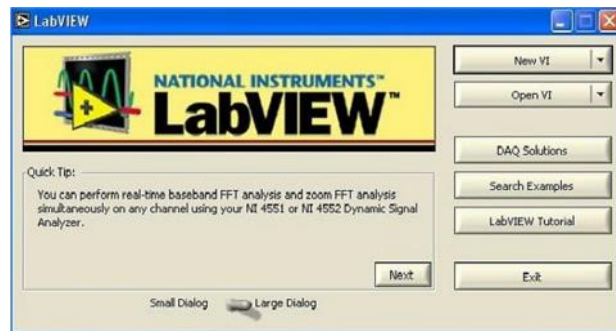 LabVIEW
NATIONAL INSTRUMENTS™
LabVIEW™
Quick Tip:
You can perform real-time baseband FFT analysis and zoom FFT analysis
simultaneously on any channel using your NI 4551 or NI 4552 Dynamic Signal
Analyzer.
Next
Small Dialog Large Dialog
New VI
Open VI
DAQ Solutions
Search Examples
LabVIEW Tutorial
Exit